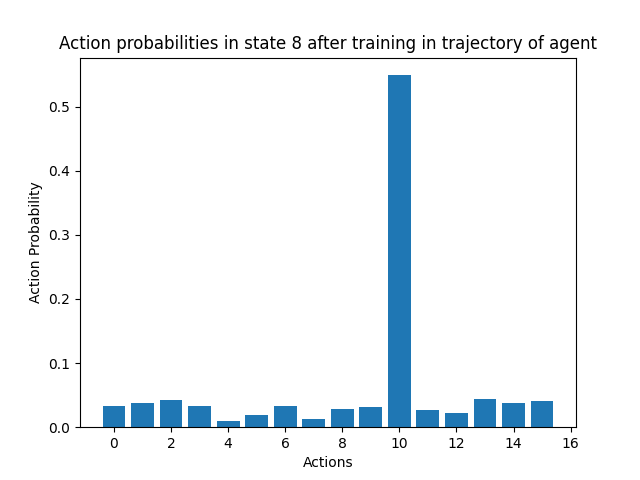 Action probabilities in state 8 after training in trajectory of agent
0.5
0.4
0.3
0.2
0.1
0.0
Action Probability
0 2 4 6 8 10 12 14 16
Actions